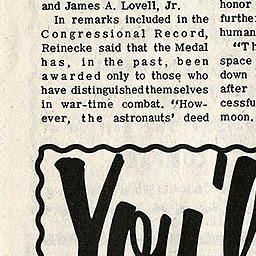 and James A. Lovell, Jr.
In remarks included in the
Congressional Record,
Reinecke said that the Medal
has, in the past, been
awarded only to those who
have distinguished themselves
in war-time combat. "How-
ever, the astronauts' deed
honor
furthe
human
"Th
space
down
after
cessfu
moon.
You'